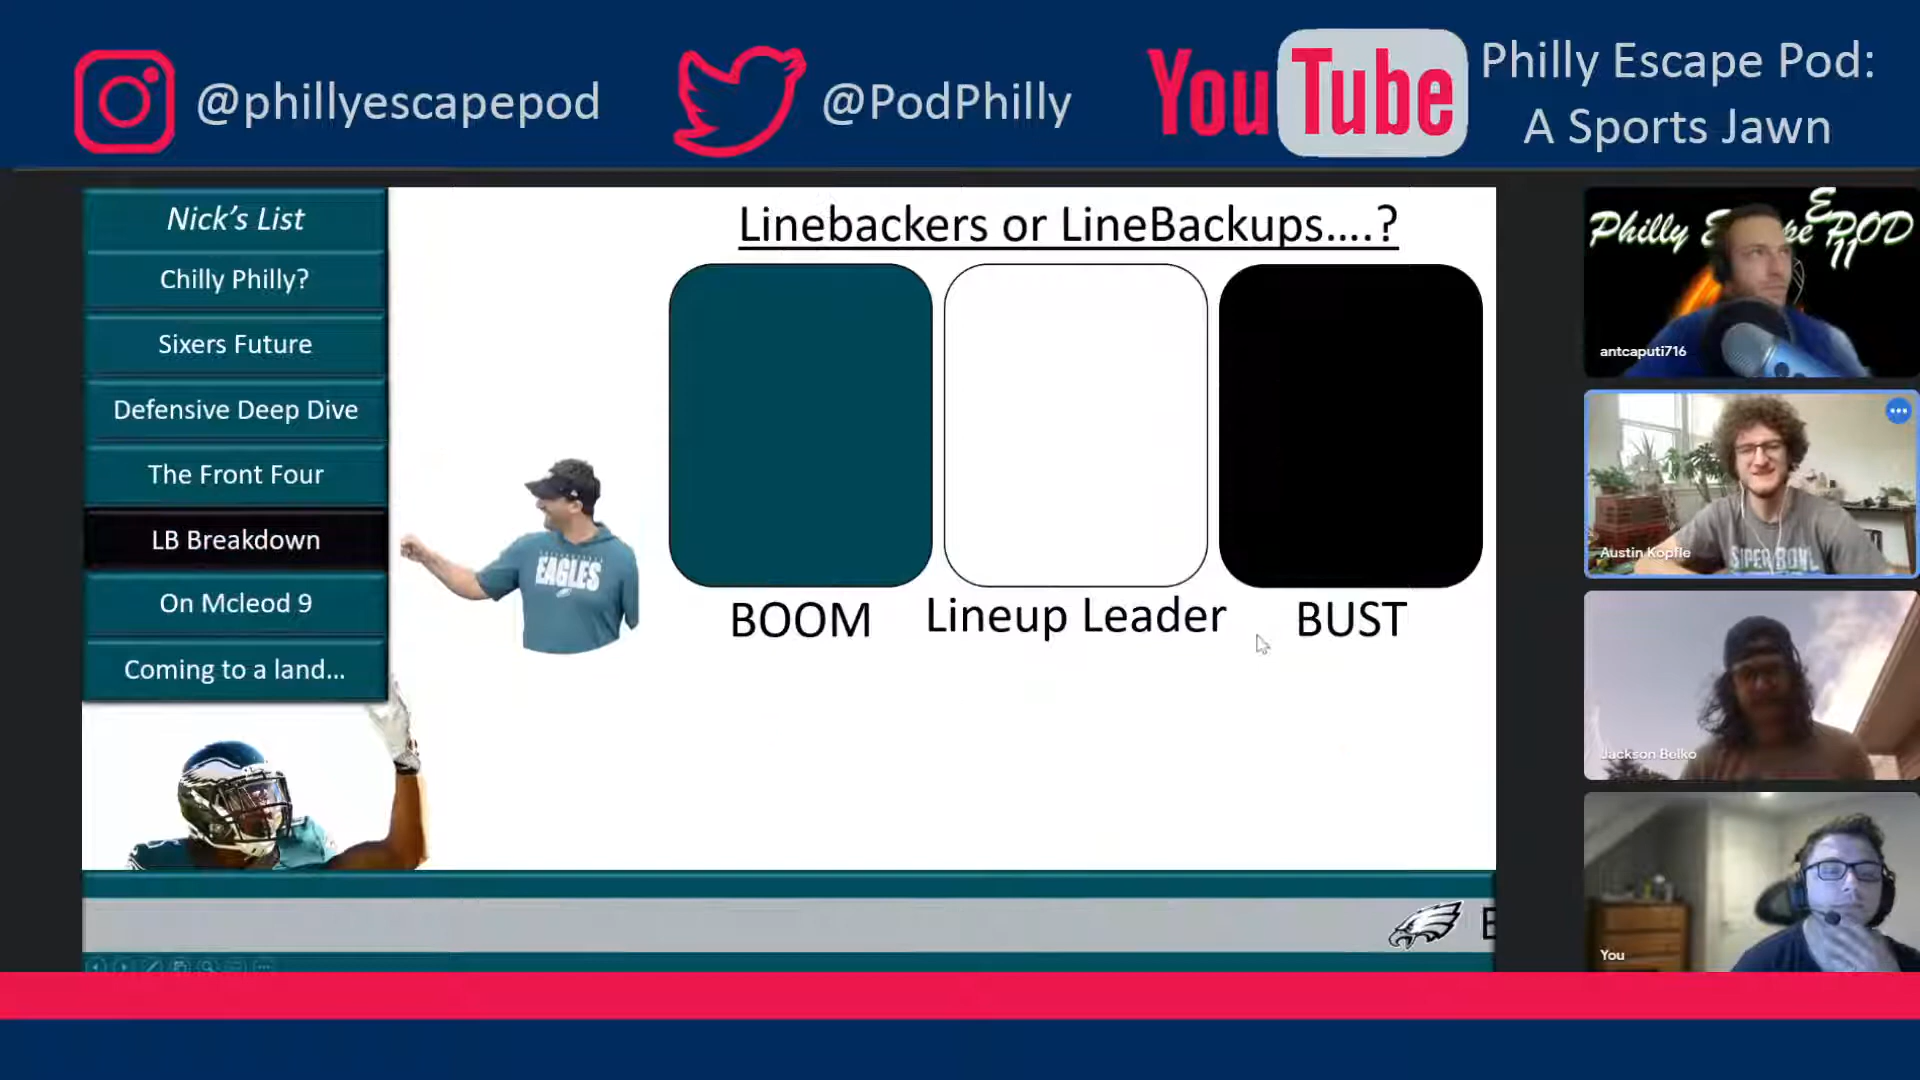 @phillyescapepod
@PodPhilly
YouTube
Philly Escape Pod:
A Sports Jawn
Nick's List
Chilly Philly?
Sixers Future
Defensive Deep Dive
The Front Four
LB Breakdown
On Mcleod 9
Coming to a land...
Linebackers or LineBackups....?
EAGLES
BOOM
Lineup Leader
BUST
antcaputi716
Austin Kopfle
SUPER BOWL
Jackson Belko
You